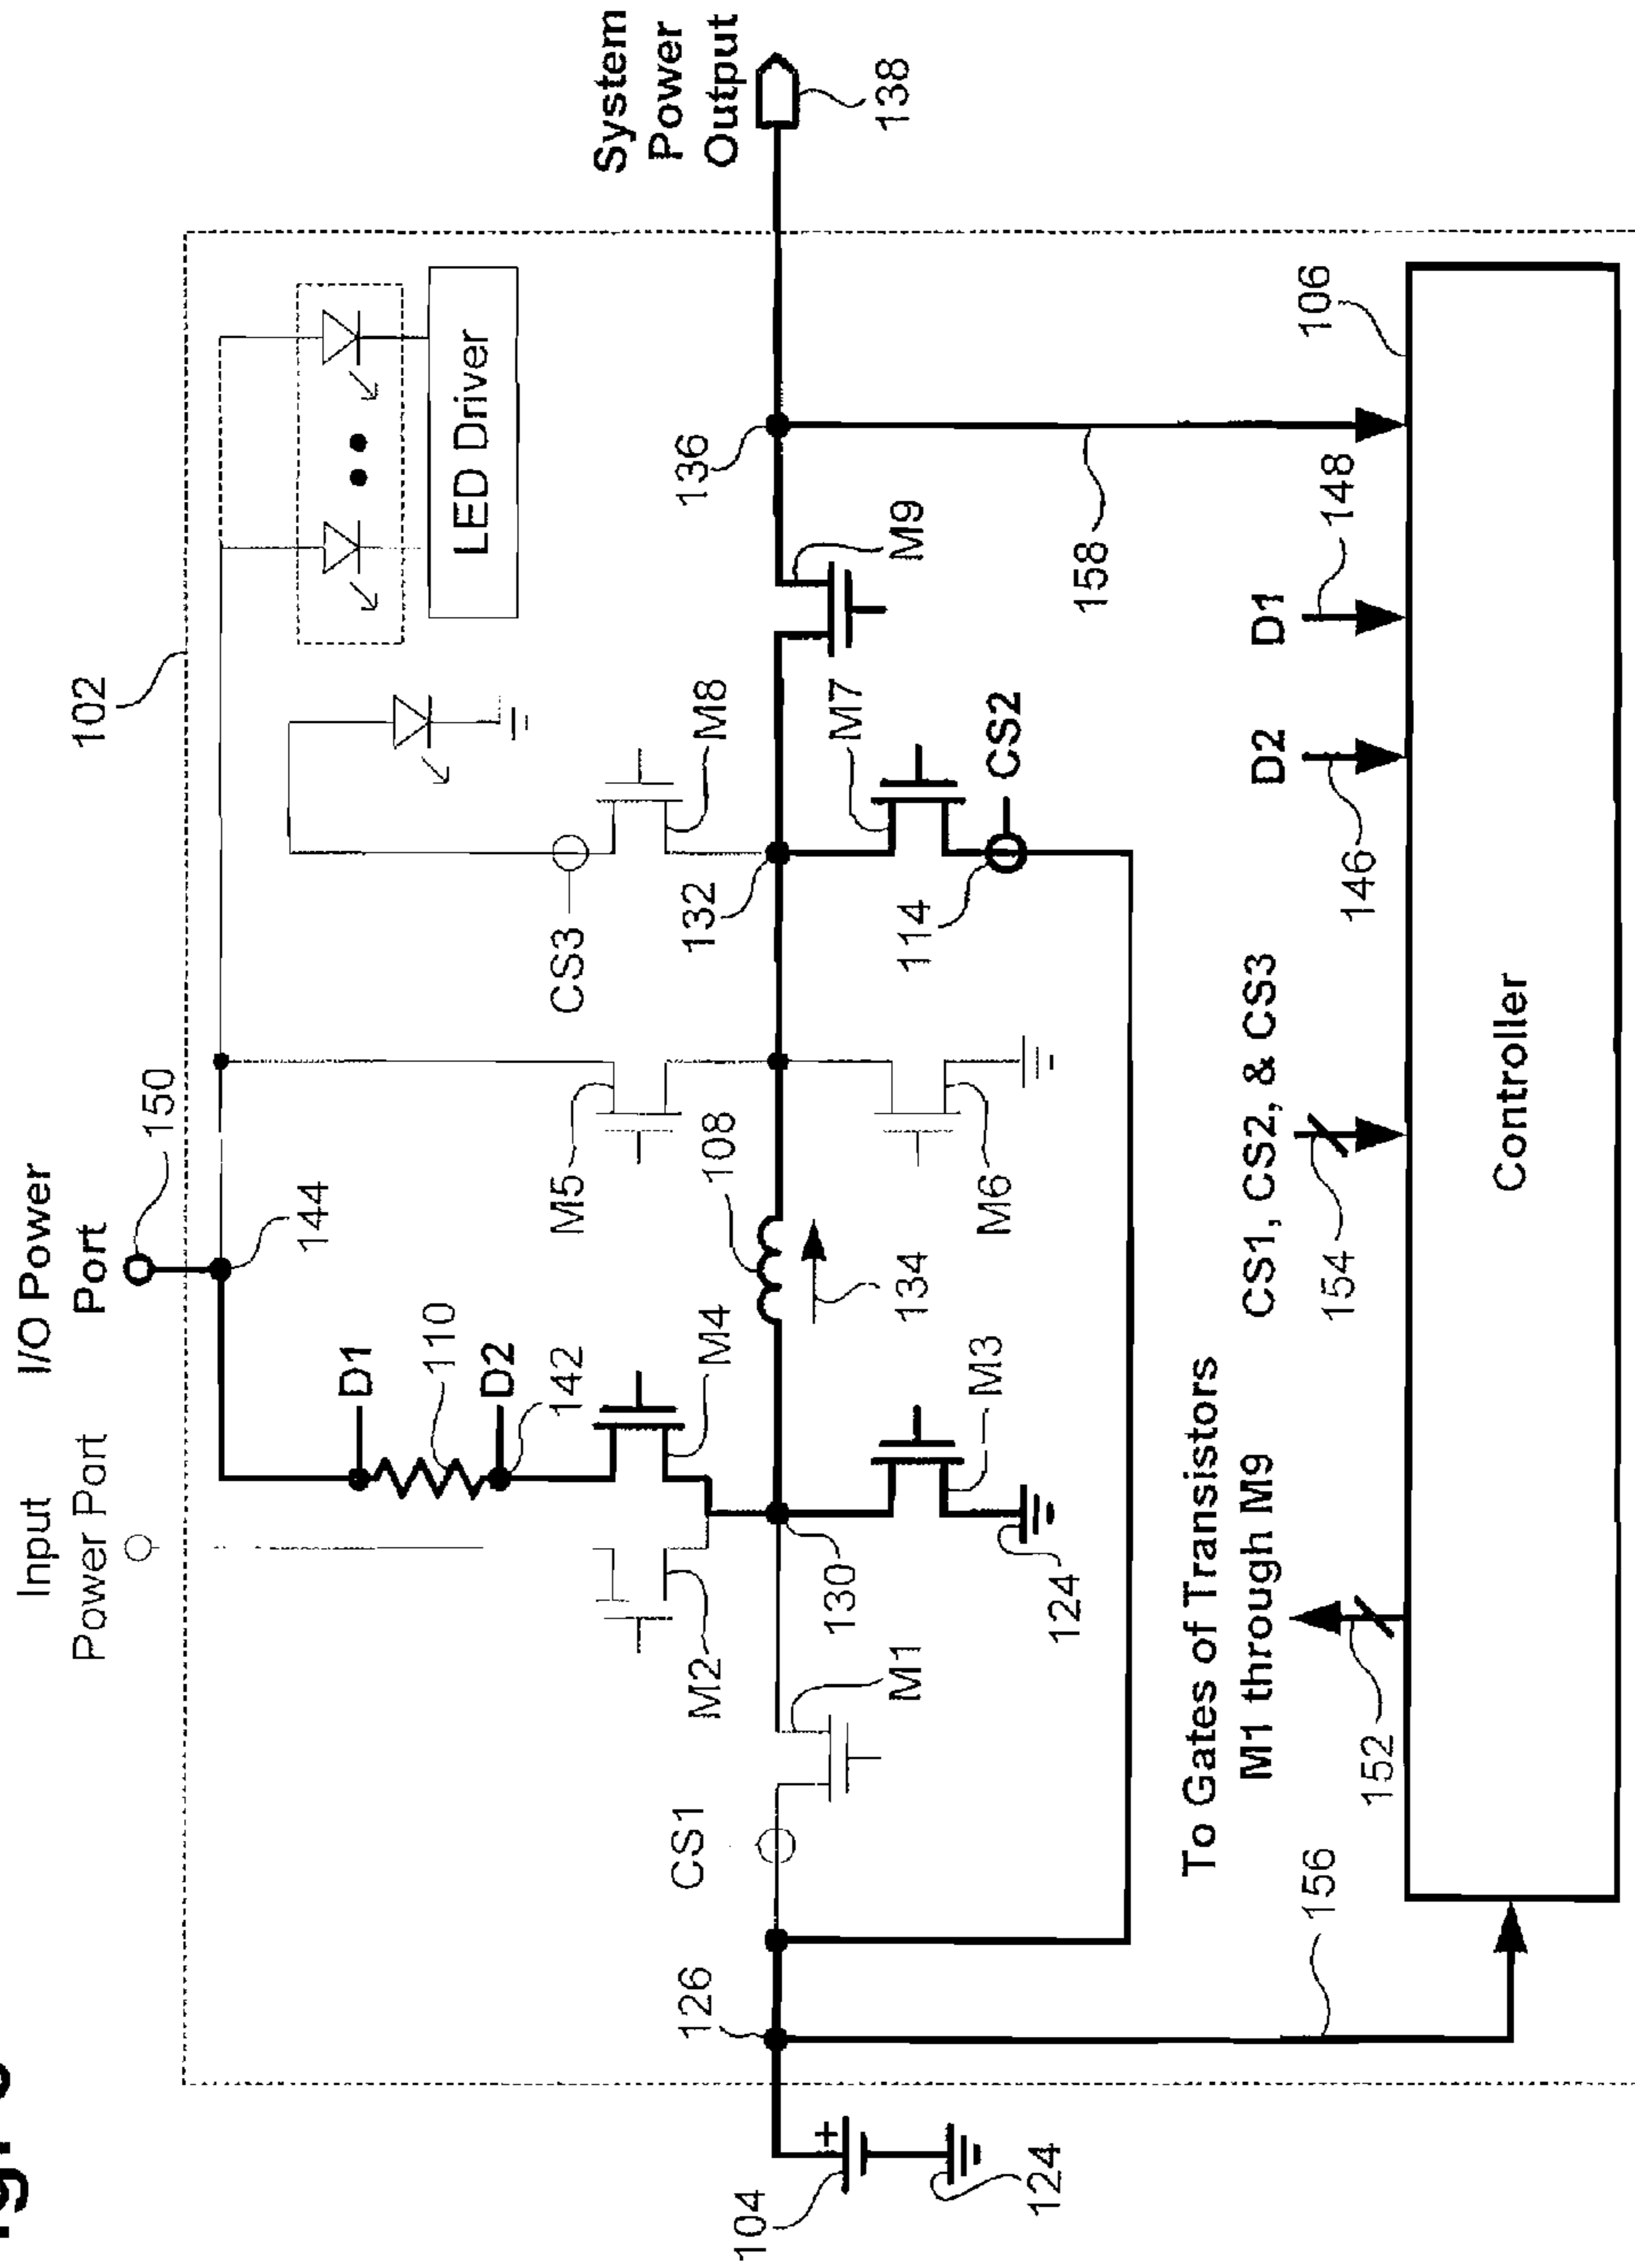 Input
Power Port
I/O Power
Port
150
102
144
D1
110
D2
142
M4
M2
M5
108
CS3
M8
LED Driver
System
Power
Output
138
CS1
M1
130
134
M3
124
M6
132
M7
114
CS2
M9
136
158
126
104
124
156
To Gates of Transistors
M1 through M9
152
CS1, CS2, & CS3
154
D2
146
D1
148
106
Controller